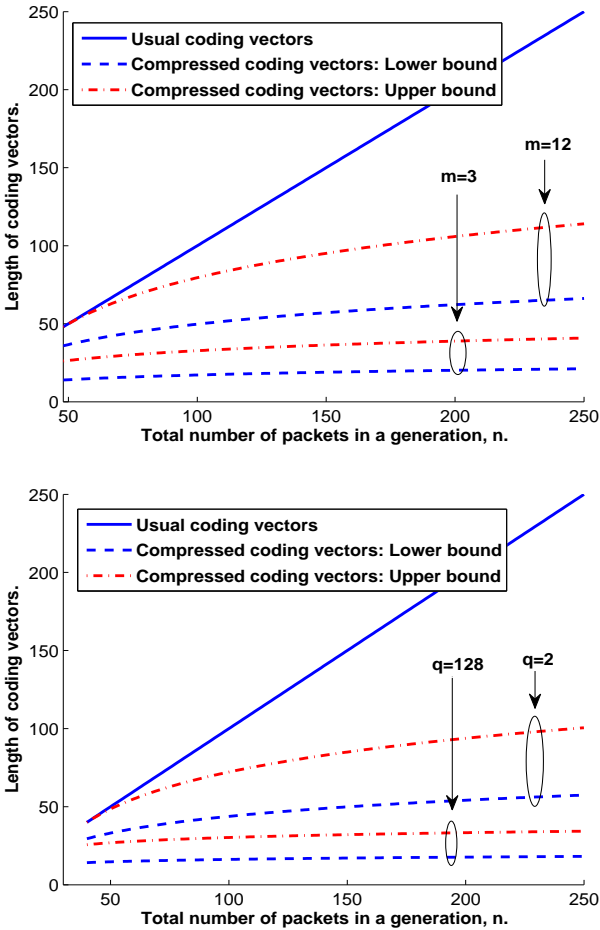 250
200
150
100
50
0
Length of coding vectors.
Usual coding vectors
Compressed coding vectors: Lower bound
Compressed coding vectors: Upper bound
m=12
m=3
50 100 150 200 250
Total number of packets in a generation, n.
250
200
150
100
50
0
Length of coding vectors.
Usual coding vectors
Compressed coding vectors: Lower bound
Compressed coding vectors: Upper bound
q=128 q=2
50 100 150 200 250
Total number of packets in a generation, n.